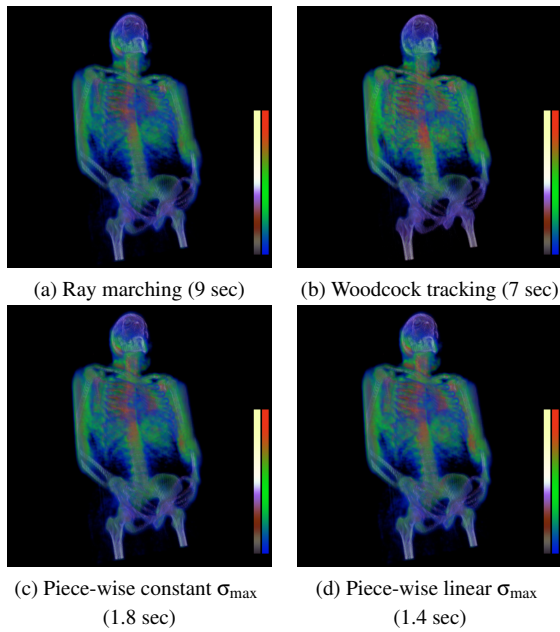 (a) Ray marching (9 sec)
(b) Woodcock tracking (7 sec)
(c) Piece-wise constant σmax
(1.8 sec)
(d) Piece-wise linear σmax
(1.4 sec)